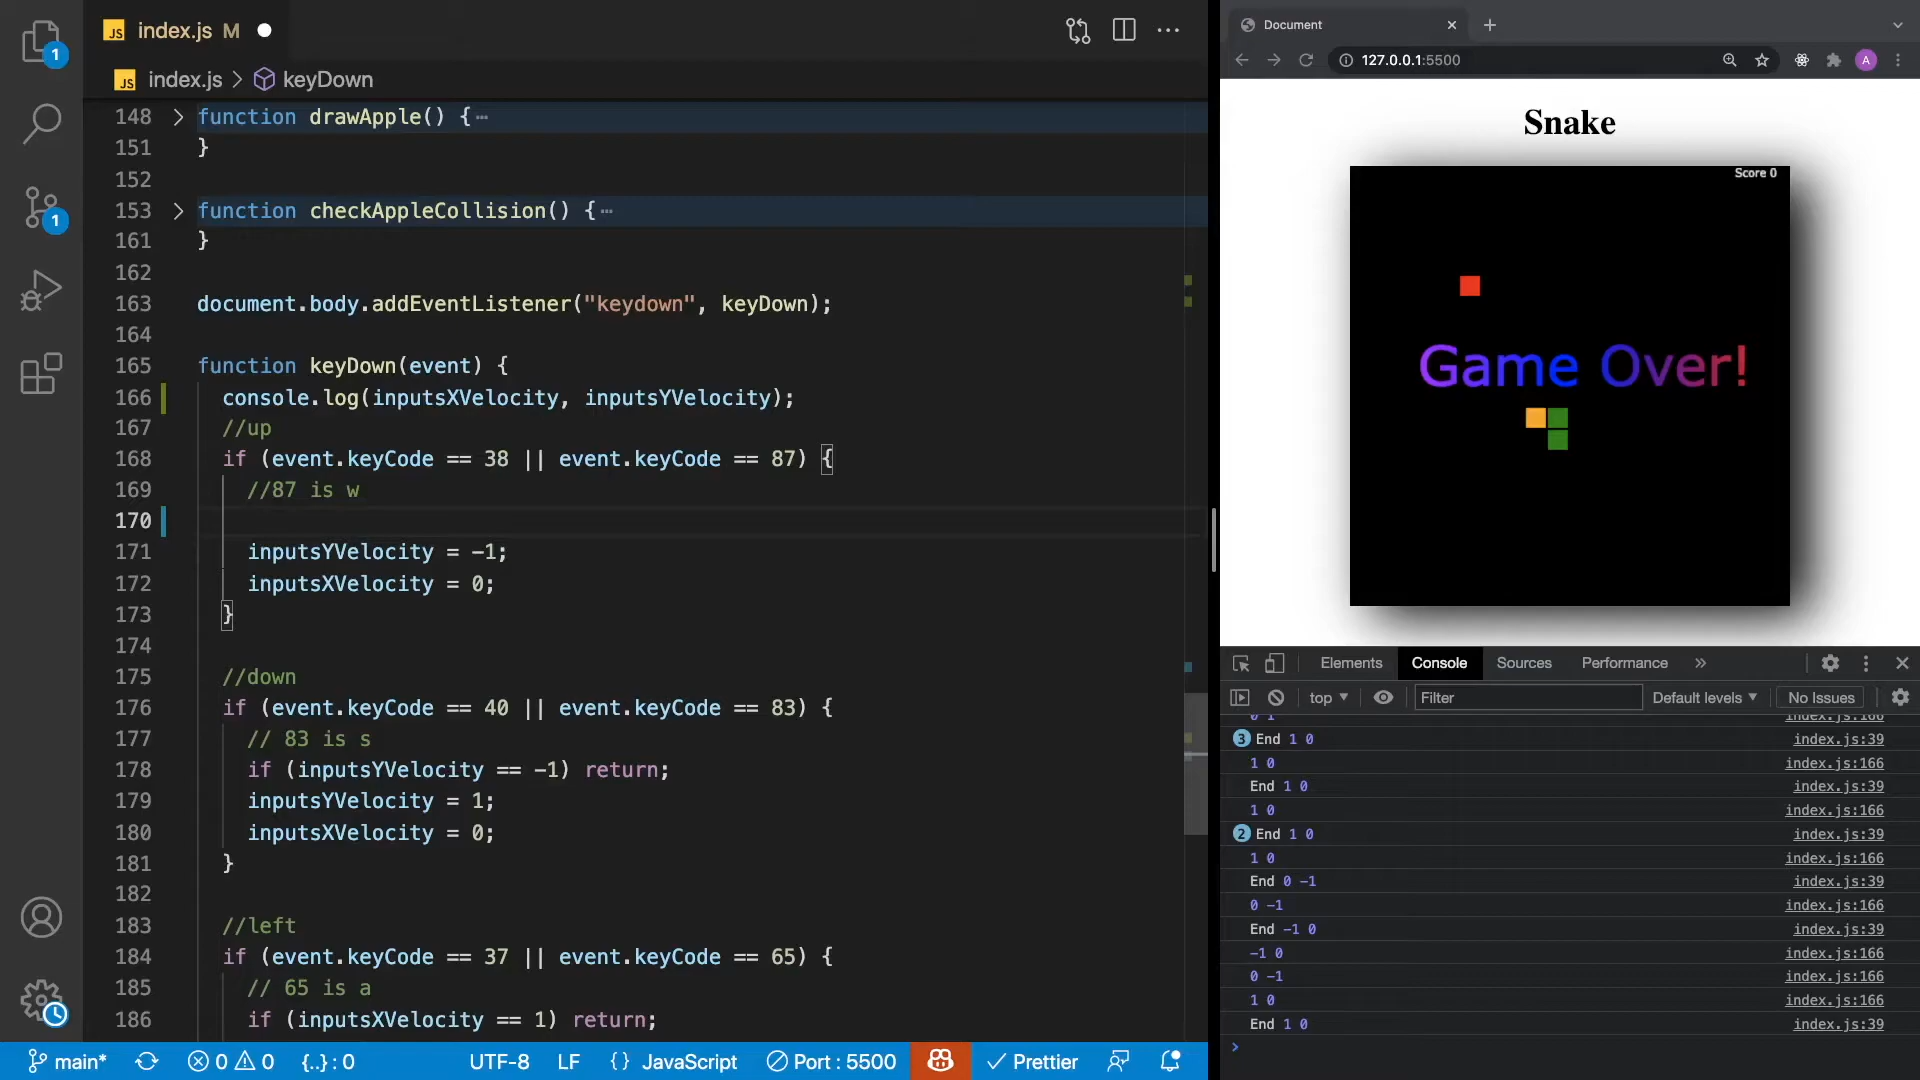 1
1
index.js M
index.js > keyDown
148 function drawApple() {⋯
151 }
152
153 function checkAppleCollision() {⋯
161 }
162
163 document.body.addEventListener("keydown", keyDown);
164
165 function keyDown(event) {
166 console.log(inputsXVelocity, inputsYVelocity);
167 //up
168 if (event.keyCode == 38 || event.keyCode == 87) {
169 //87 is w
170
171 inputsYVelocity = -1;
172 inputsXVelocity = 0;
173 }
174
175 //down
176 if (event.keyCode == 40 || event.keyCode == 83) {
177 // 83 is s
178 if (inputsYVelocity == -1) return;
179 inputsYVelocity = 1;
180 inputsXVelocity = 0;
181 }
182
183 //left
184 if (event.keyCode == 37 || event.keyCode == 65) {
185 // 65 is a
186 if (inputsXVelocity == 1) return;
main* 0 0 {..} : 0 UTF-8 LF {} JavaScript Port : 5500 Prettier
Document
127.0.0.1:5500
A
Snake
Score 0
Game Over!
Elements Console Sources Performance »
top Filter Default levels No Issues
0 1 index.js:166
3 End 1 0 index.js:39
1 0 index.js:166
End 1 0 index.js:39
1 0 index.js:166
2 End 1 0 index.js:39
1 0 index.js:166
End 0 -1 index.js:39
0 -1 index.js:166
End -1 0 index.js:39
-1 0 index.js:166
0 -1 index.js:166
1 0 index.js:166
End 1 0 index.js:39